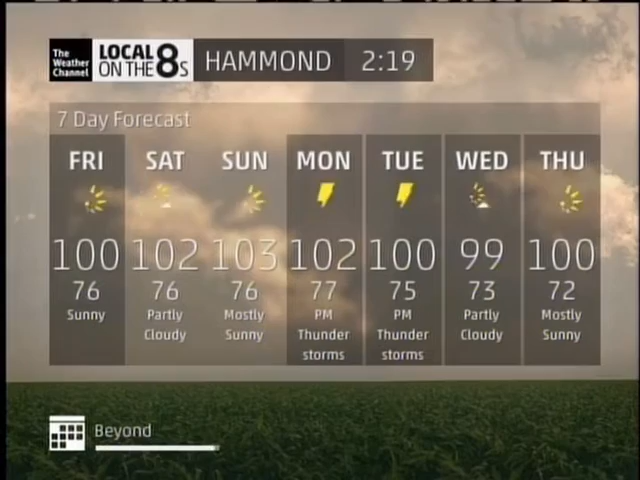 The Weather Channel
LOCAL ON THE 8s
HAMMOND 2:19
7 Day Forecast
FRI SAT SUN MON TUE WED THU
100 102 103 102 100 99 100
76 76 76 77 75 73 72
Sunny Partly Mostly PM PM Partly Mostly
Cloudy Sunny Thunder Thunder Cloudy Sunny
storms storms
Beyond